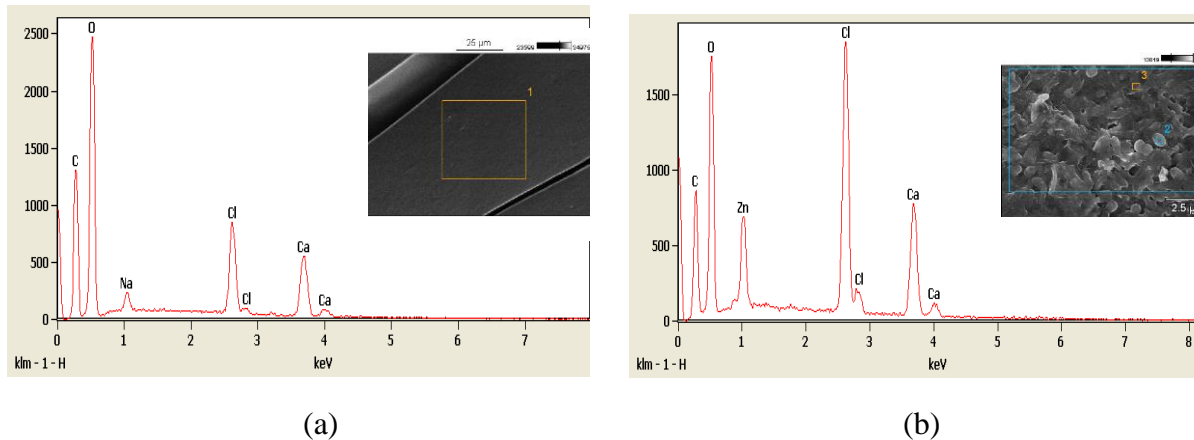 2500
2000
1500
1000
500
0
O
C
Na
Cl
Cl
Ca
Ca
25 µm
1
0 1 2 3 4 5 6 7
klm - 1 - H
keV
(a)
1500
1000
500
0
O
C
Zn
Cl
Cl
Ca
Ca
3
2
2.5
0 1 2 3 4 5 6 7 8
klm - 1 - H
keV
(b)